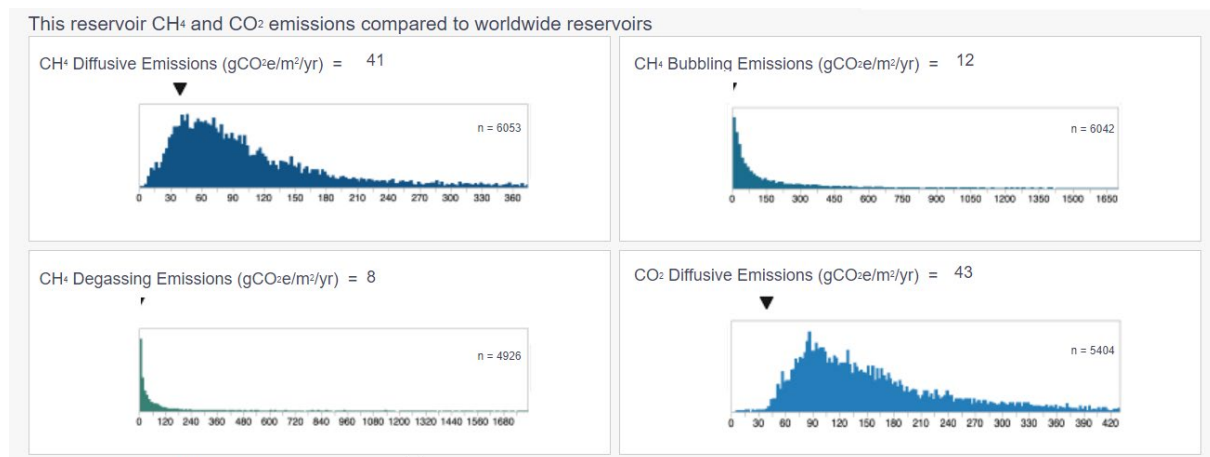 This reservoir CH4 and CO2 emissions compared to worldwide reservoirs
CH4 Diffusive Emissions (gCO2e/m2/yr) = 41
n = 6053
0 30 60 90 120 150 180 210 240 270 300 330 360
CH4 Bubbling Emissions (gCO2e/m2/yr) = 12
n = 6042
0 150 300 450 600 750 900 1050 1200 1350 1500 1650
CH4 Degassing Emissions (gCO2e/m2/yr) = 8
n = 4926
0 120 240 360 480 600 720 840 960 1080 1200 1320 1440 1560 1680
CO2 Diffusive Emissions (gCO2e/m2/yr) = 43
n = 5404
0 30 60 90 120 150 180 210 240 270 300 330 360 390 420